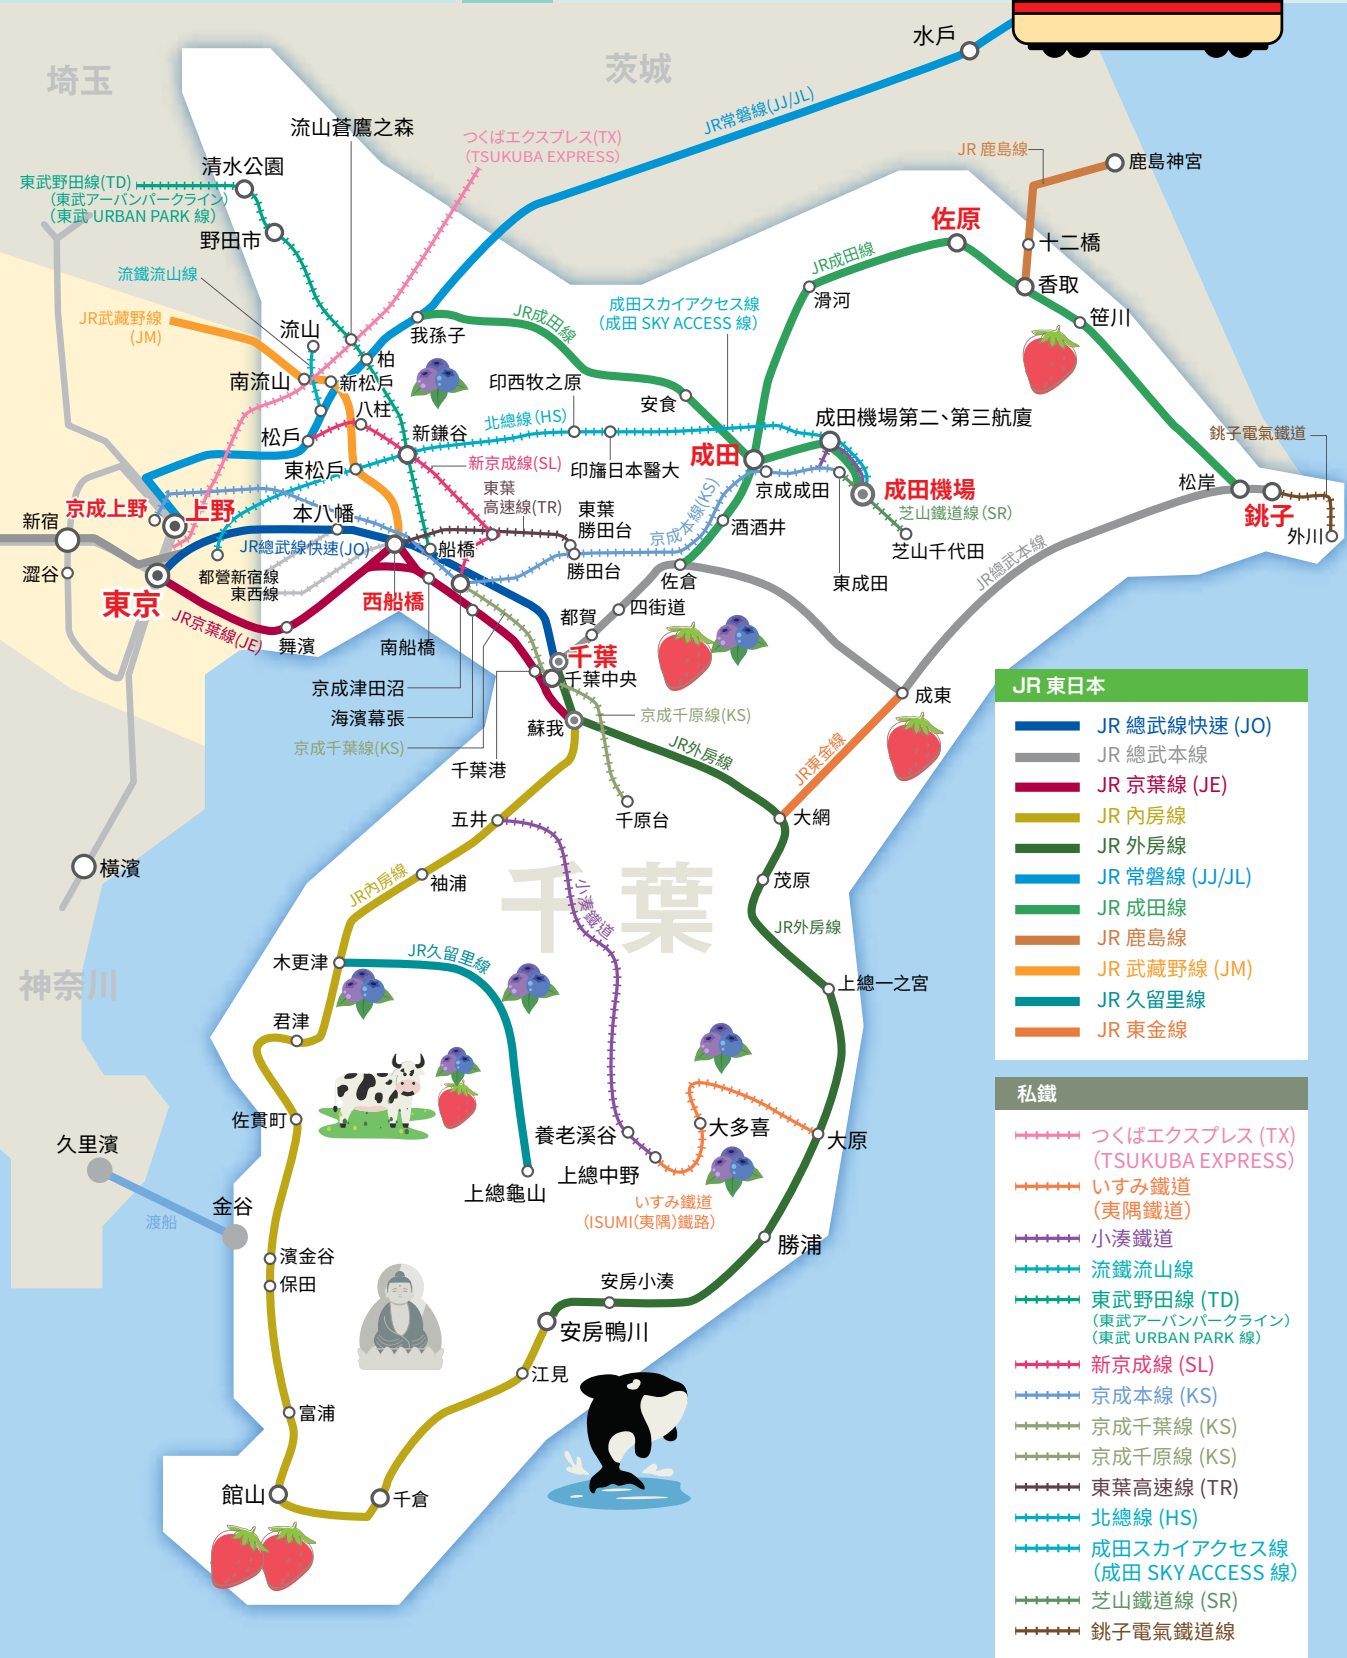 水戶
茨城
埼玉
JR常磐線(JJ/JL)
流山蒼鷹之森
つくばエクスプレス(TX)
(TSUKUBA EXPRESS)
JR 鹿島線
鹿島神宮
清水公園
東武野田線(TD)
(東武アーバンパークライン)
(東武 URBAN PARK 線)
佐原
野田市
十二橋
JR成田線
流鐵流山線
香取
滑河
成田スカイアクセス線
(成田 SKY ACCESS 線)
JR武藏野線
(JM)
流山
我孫子
JR成田線
笹川
柏
南流山
新松戶
印西牧之原
安食
八柱
北總線(HS)
成田機場第二、第三航廈
松戶
新鎌谷
銚子電氣鐵道
東松戶
新京成線(SL)
印旛日本醫大
成田
京成成田
成田機場
松岸
東葉
高速線(TR)
京成上野
上野
本八幡
東葉
勝田台
京成本線(KS)
酒酒井
芝山鐵道線(SR)
銚子
新宿
外川
JR總武線快速(JO)
船橋
芝山千代田
澀谷
都營新宿線
東西線
勝田台
佐倉
東成田
JR總武本線
東京
西船橋
JR京葉線(JE)
都賀
四街道
舞濱
南船橋
千葉
京成津田沼
千葉中央
海濱幕張
蘇我
京成千原線(KS)
成東
京成千葉線(KS)
千葉港
JR外房線
JR東金線
五井
千原台
大網
橫濱
JR內房線
袖浦
千葉
小湊鐵道
茂原
JR外房線
木更津
JR久留里線
神奈川
上總一之宮
君津
佐貫町
養老溪谷
大多喜
大原
久里濱
上總中野
上總龜山
金谷
渡船
いすみ鐵道
(ISUMI(夷隅)鐵路)
濱金谷
勝浦
保田
安房小湊
安房鴨川
江見
富浦
館山
千倉
JR 東日本
JR 總武線快速 (JO)
JR 總武本線
JR 京葉線 (JE)
JR 內房線
JR 外房線
JR 常磐線 (JJ/JL)
JR 成田線
JR 鹿島線
JR 武藏野線 (JM)
JR 久留里線
JR 東金線
私鐵
つくばエクスプレス (TX)
(TSUKUBA EXPRESS)
いすみ鐵道
(夷隅鐵道)
小湊鐵道
流鐵流山線
東武野田線 (TD)
(東武アーバンパークライン)
(東武 URBAN PARK 線)
新京成線 (SL)
京成本線 (KS)
京成千葉線 (KS)
京成千原線 (KS)
東葉高速線 (TR)
北總線 (HS)
成田スカイアクセス線
(成田 SKY ACCESS 線)
芝山鐵道線 (SR)
銚子電氣鐵道線